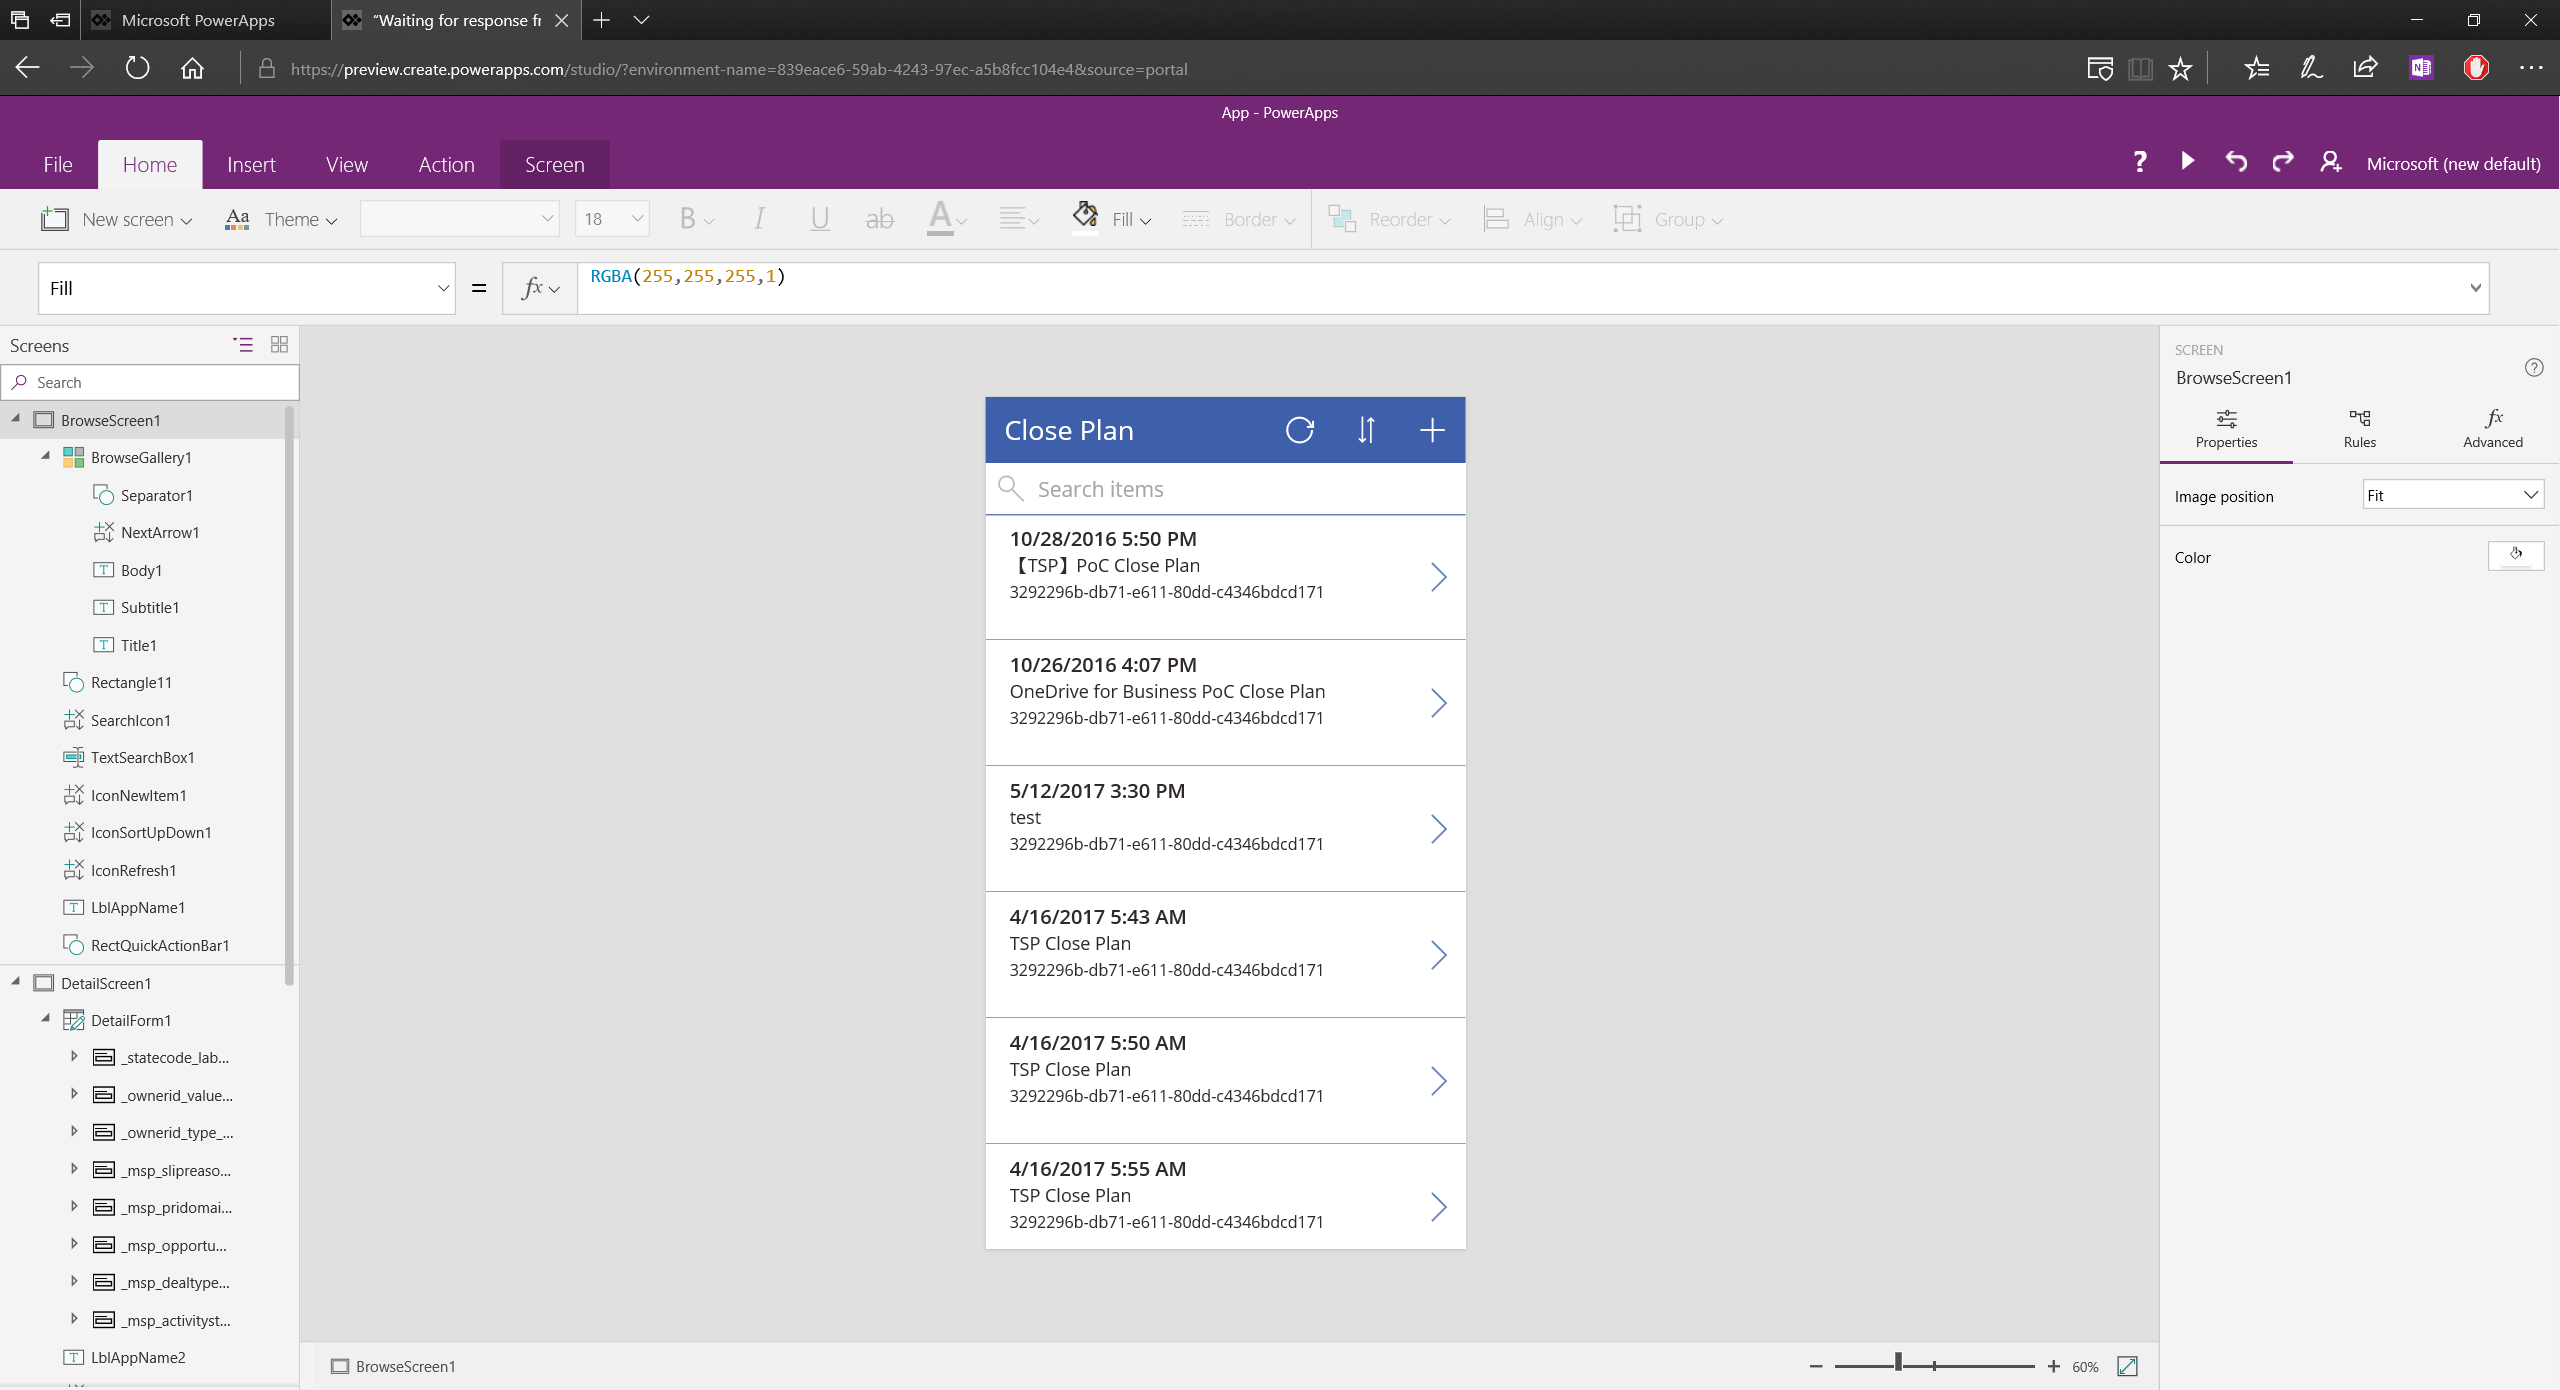 Microsoft PowerApps
"Waiting for response fr
https://preview.create.powerapps.com/studio/?environment-name=839eace6-59ab-4243-97ec-a5b8fcc104e4&source=portal
App - PowerApps
File
Home
Insert
View
Action
Screen
? Microsoft (new default)
New screen
Aa Theme
18
B I U ab A
Fill
Border
Reorder
Align
Group
Fill
=
fx
RGBA(255,255,255,1)
Screens
Search
BrowseScreen1
BrowseGallery1
Separator1
NextArrow1
Body1
Subtitle1
Title1
Rectangle11
SearchIcon1
TextSearchBox1
IconNewItem1
IconSortUpDown1
IconRefresh1
LblAppName1
RectQuickActionBar1
DetailScreen1
DetailForm1
_statecode_lab...
_ownerid_value...
_ownerid_type_...
_msp_slipreaso...
_msp_pridomai...
_msp_opportu...
_msp_dealtype...
_msp_activityst...
LblAppName2
Close Plan
Search items
10/28/2016 5:50 PM
【TSP】PoC Close Plan
3292296b-db71-e611-80dd-c4346bdcd171
10/26/2016 4:07 PM
OneDrive for Business PoC Close Plan
3292296b-db71-e611-80dd-c4346bdcd171
5/12/2017 3:30 PM
test
3292296b-db71-e611-80dd-c4346bdcd171
4/16/2017 5:43 AM
TSP Close Plan
3292296b-db71-e611-80dd-c4346bdcd171
4/16/2017 5:50 AM
TSP Close Plan
3292296b-db71-e611-80dd-c4346bdcd171
4/16/2017 5:55 AM
TSP Close Plan
3292296b-db71-e611-80dd-c4346bdcd171
BrowseScreen1
60%
SCREEN
BrowseScreen1
Properties
Rules
fx
Advanced
Image position
Fit
Color